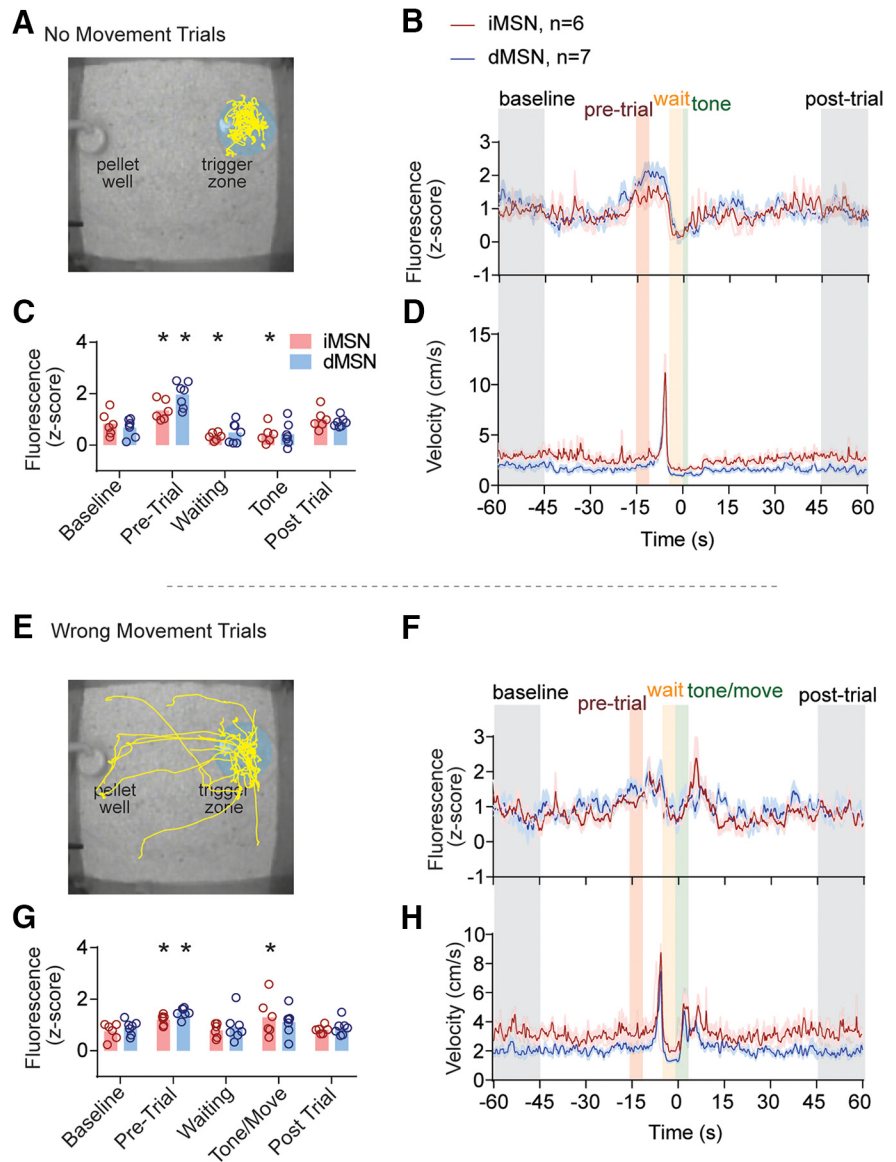 A
No Movement Trials
pellet
well
trigger
zone
B
iMSN, n=6
dMSN, n=7
baseline
pre-trial
wait
tone
post-trial
Fluorescence
(z-score)
3
2
1
0
-1
C
Fluorescence
(z-score)
4
2
0
* * * *
iMSN
dMSN
Baseline
Pre-Trial
Waiting
Tone
Post Trial
D
Velocity (cm/s)
15
10
5
0
-60 -45 -30 -15 0 15 30 45 60
Time (s)
E
Wrong Movement Trials
pellet
well
trigger
zone
F
baseline
pre-trial
wait
tone/move
post-trial
Fluorescence
(z-score)
3
2
1
0
-1
G
Fluorescence
(z-score)
4
2
0
* * *
Baseline
Pre-Trial
Waiting
Tone/Move
Post Trial
H
Velocity (cm/s)
10
8
6
4
2
0
-60 -45 -30 -15 0 15 30 45 60
Time (s)